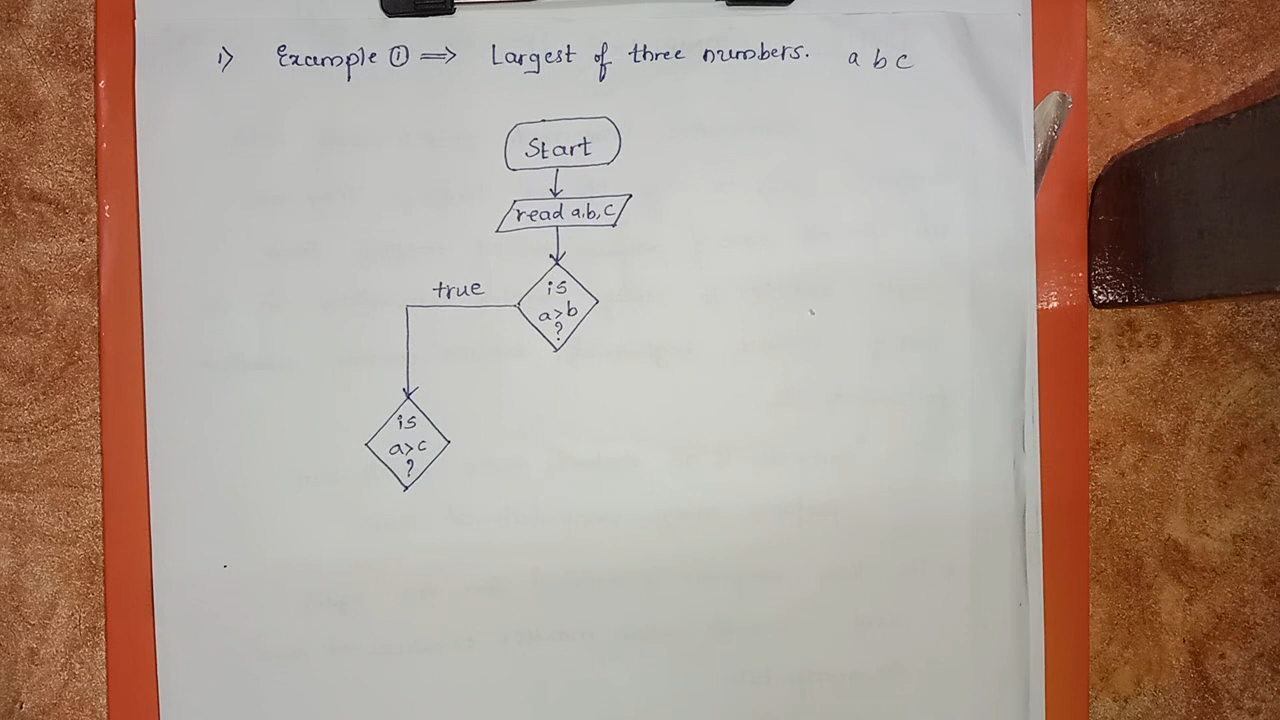 1) Example ① ⟹ Largest of three numbers. a b c
Start
read a,b,c
true
is
a>b
?
is
a>c
?